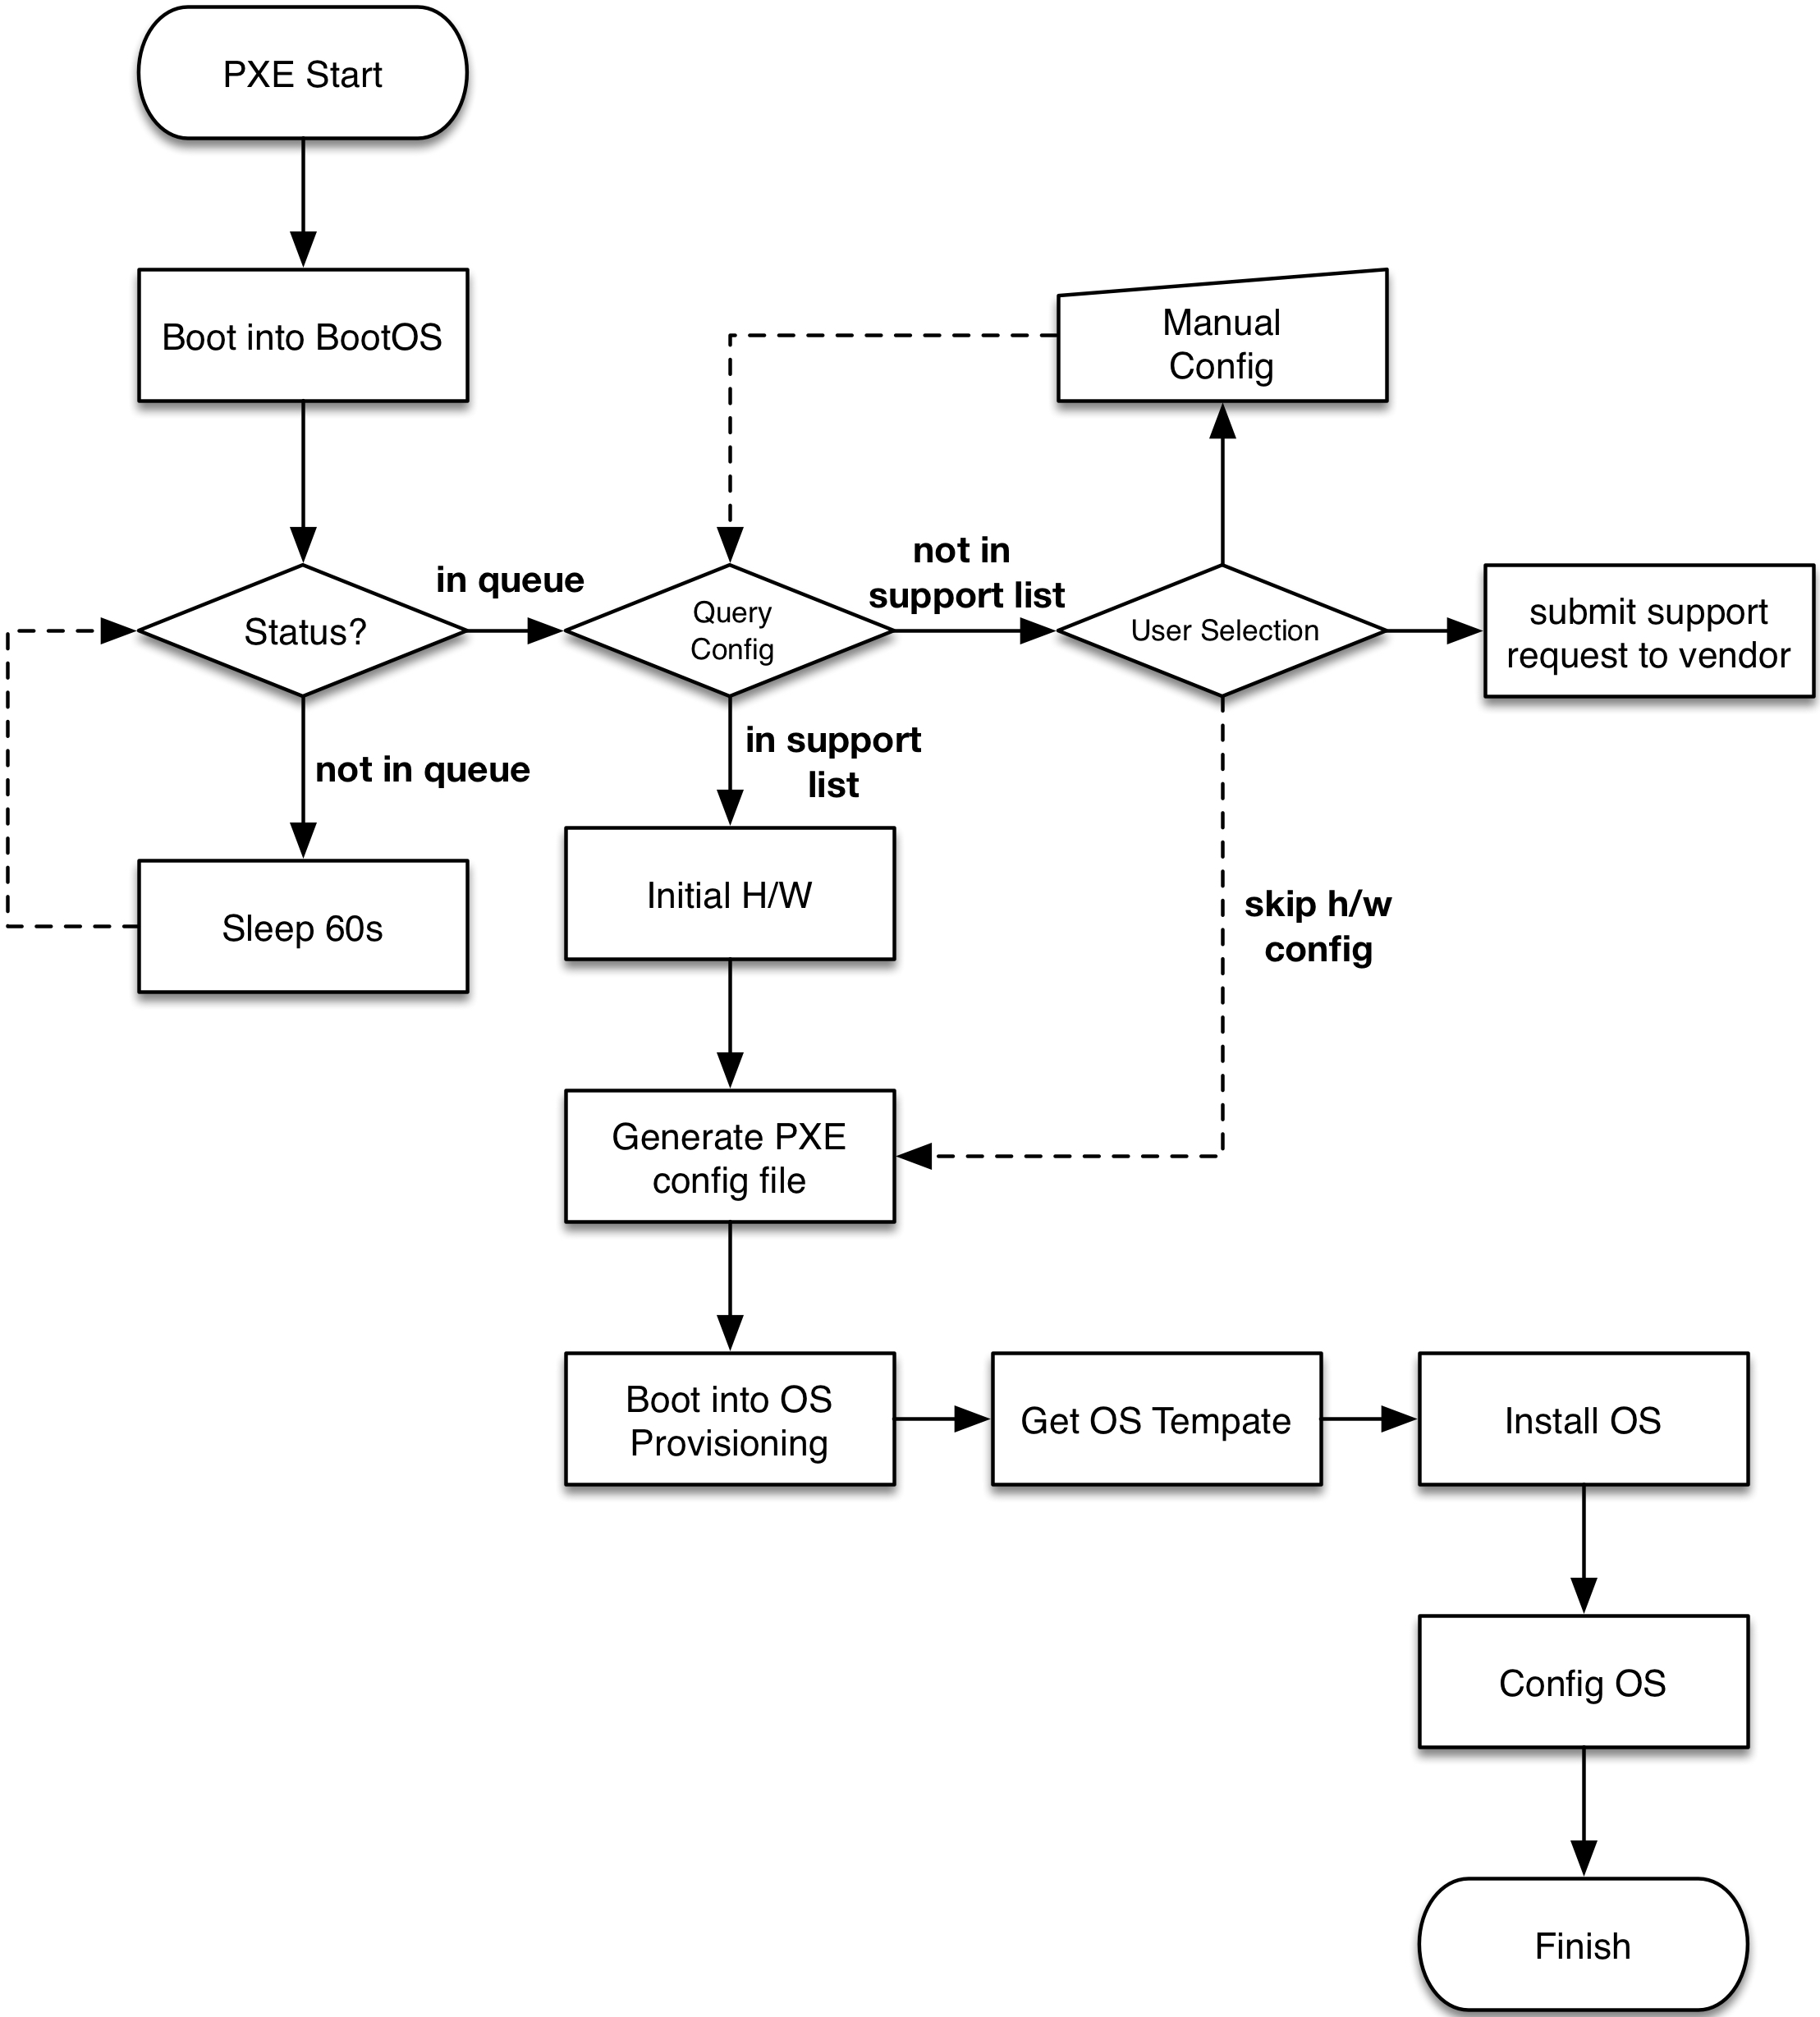 PXE Start
Boot into BootOS
Manual
Config
Status?
in queue
Query
Config
not in
support list
User Selection
submit support
request to vendor
not in queue
in support
list
Sleep 60s
Initial H/W
skip h/w
config
Generate PXE
config file
Boot into OS
Provisioning
Get OS Tempate
Install OS
Config OS
Finish